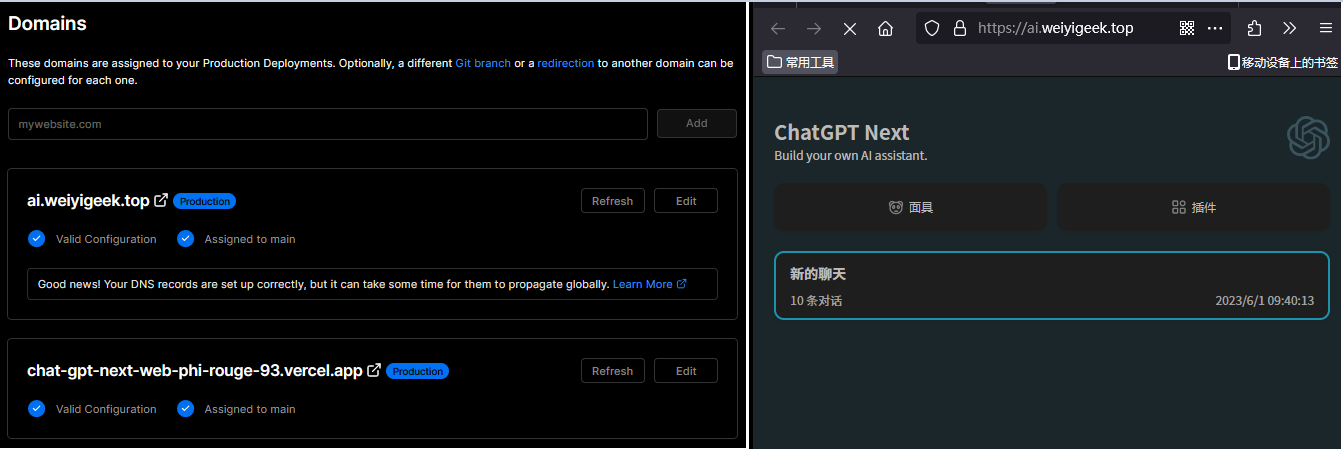 Domains
These domains are assigned to your Production Deployments. Optionally, a different Git branch or a redirection to another domain can be
configured for each one.
mywebsite.com
Add
ai.weiyigeek.top Production
Refresh Edit
Valid Configuration Assigned to main
Good news! Your DNS records are set up correctly, but it can take some time for them to propagate globally. Learn More
chat-gpt-next-web-phi-rouge-93.vercel.app Production
Refresh Edit
Valid Configuration Assigned to main
https://ai.weiyigeek.top
常用工具
移动设备上的书签
ChatGPT Next
Build your own AI assistant.
面具
插件
新的聊天
10 条对话
2023/6/1 09:40:13